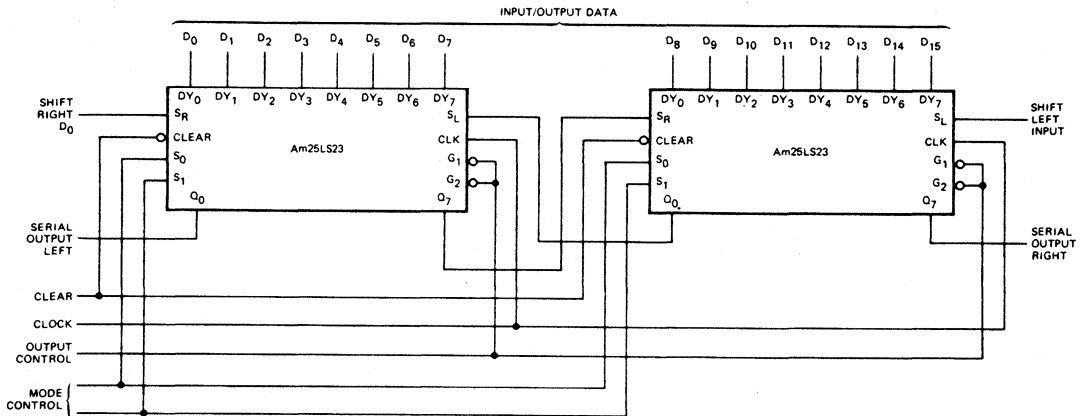 INPUT/OUTPUT DATA
D0 D1 D2 D3 D4 D5 D6 D7
D8 D9 D10 D11 D12 D13 D14 D15
SHIFT
RIGHT
D0
DY0 DY1 DY2 DY3 DY4 DY5 DY6 DY7
SR
CLEAR
S0
S1
Q0
Am25LS23
SL
CLK
G1
G2
Q7
DY0 DY1 DY2 DY3 DY4 DY5 DY6 DY7
SR
CLEAR
S0
S1
Q0
Am25LS23
SL
CLK
G1
G2
Q7
SHIFT
LEFT
INPUT
SERIAL
OUTPUT
LEFT
SERIAL
OUTPUT
RIGHT
CLEAR
CLOCK
OUTPUT
CONTROL
MODE
CONTROL